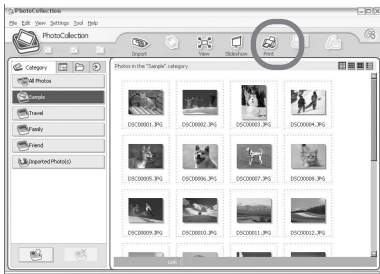 PhotoCollection
File Edit View Settings Tool Help
PhotoCollection
Import View Slideshow Print
Category
Photos in the "Sample" category
All Photos
Sample
Travel
Family
Friend
Imported Photo(s)
DSC00001.JPG DSC00002.JPG DSC00003.JPG DSC00004.JPG
DSC00005.JPG DSC00006.JPG DSC00007.JPG DSC00008.JPG
DSC00009.JPG DSC00010.JPG DSC00011.JPG DSC00012.JPG
Link